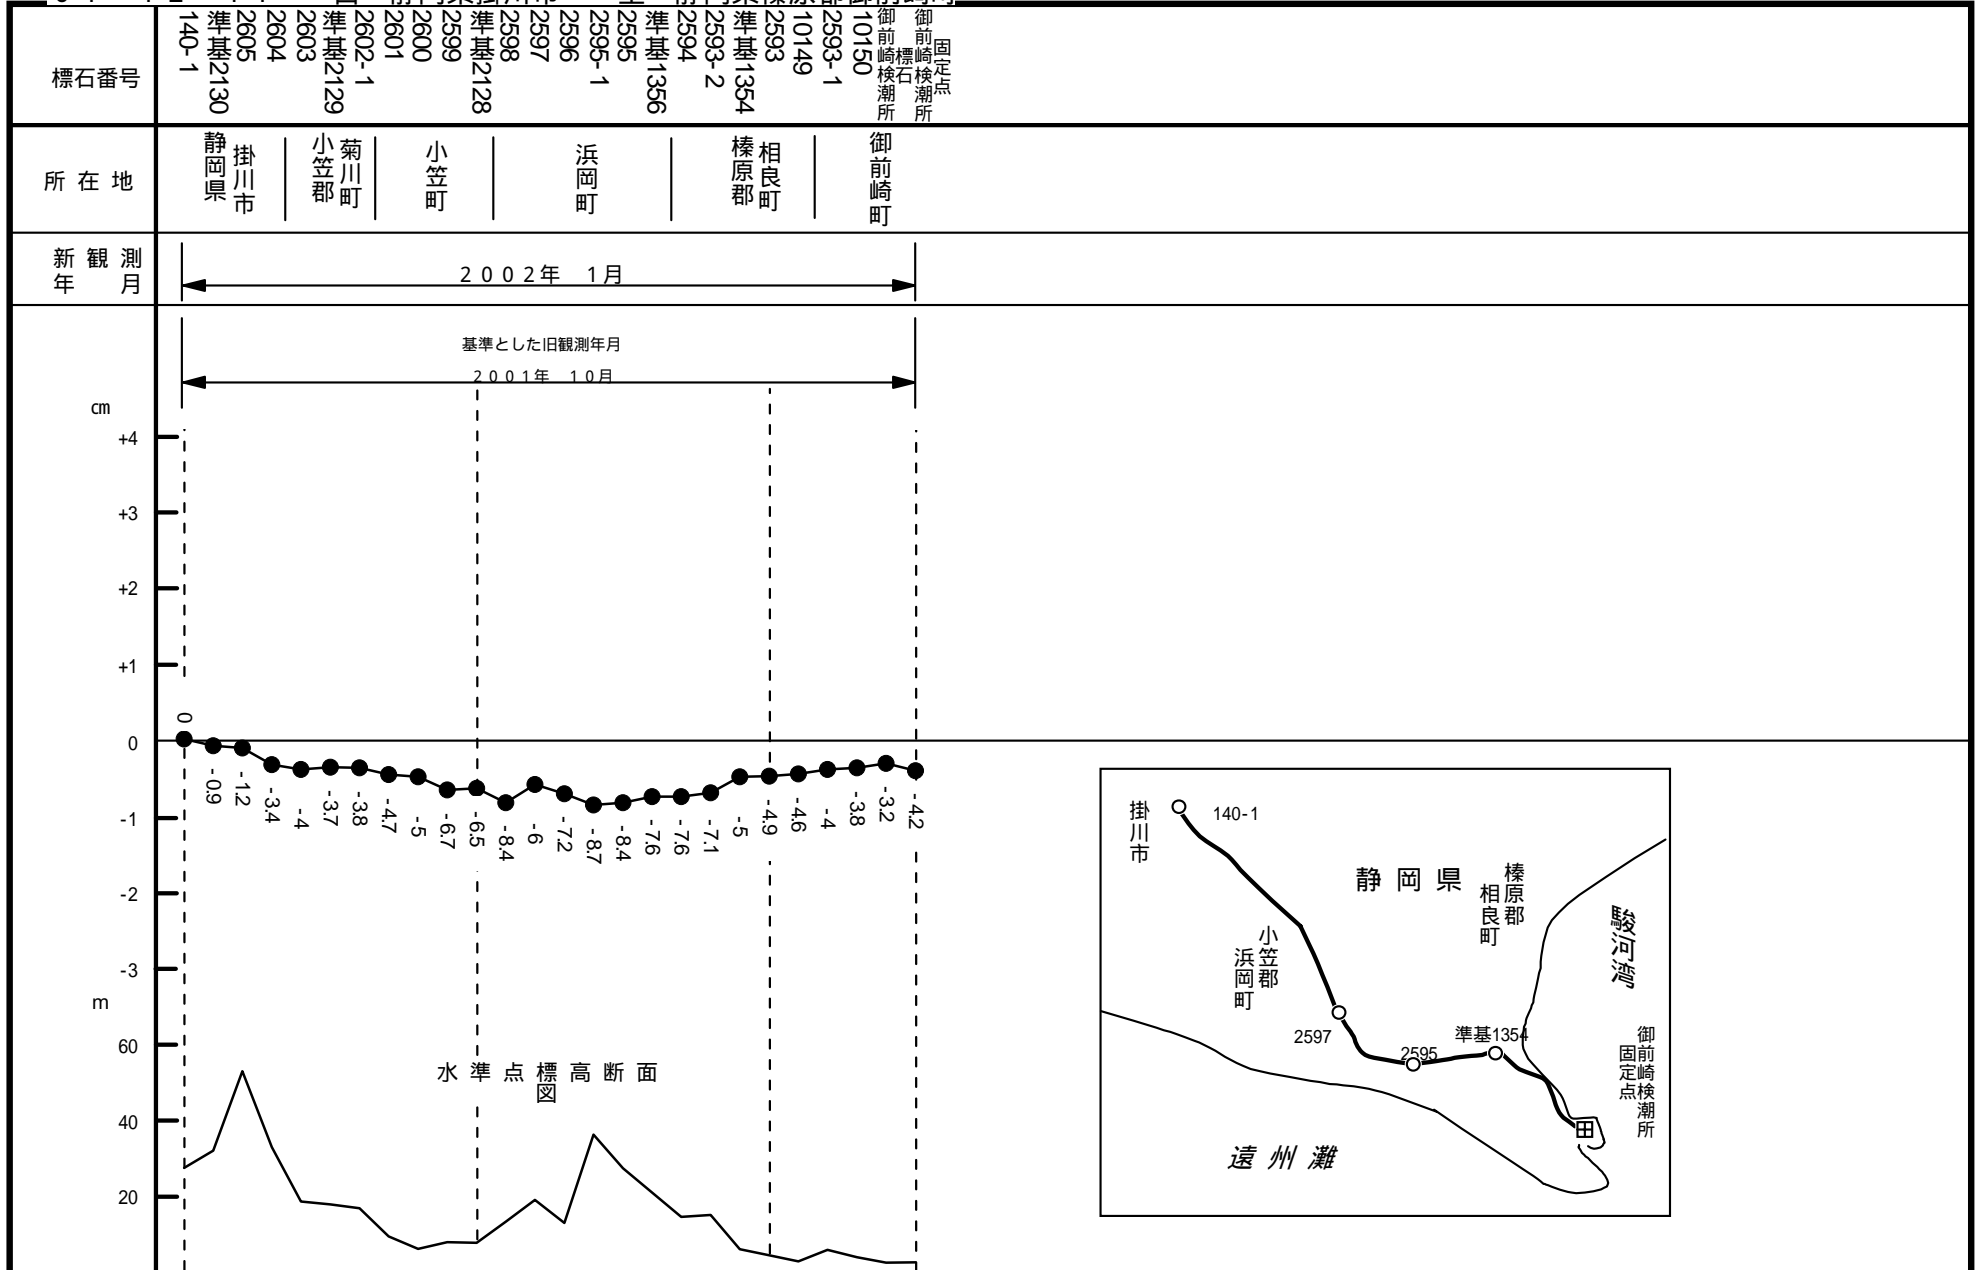 標石番号
140-1
準基2130
2605
2604
2603
準基2129
2602-1
2601
2600
2599
準基2128
2598
2597
2596
2595-1
2595
準基1356
2594
2593-2
準基1354
2593
10149
2593-1
10150
御前崎検潮所
標石
御前崎検潮所
固定点
所在地
静岡県
掛川市
小笠郡
菊川町
小笠町
浜岡町
榛原郡
相良町
御前崎町
新観測
年 月
2002年 1月
基準とした旧観測年月
2001年 10月
cm
+4
+3
+2
+1
0
-1
-2
-3
0
-0.9
-1.2
-3.4
-4
-3.7
-3.8
-4.7
-5
-6.7
-6.5
-8.4
-6
-7.2
-8.7
-8.4
-7.6
-7.6
-7.1
-5
-4.9
-4.6
-4
-3.8
-3.2
-4.2
m
60
40
20
水準点標高断面
図
掛川市
140-1
静岡県
榛原郡
相良町
駿河湾
小笠郡
浜岡町
2597
2595
準基1354
御前崎検潮所
固定点
遠州灘